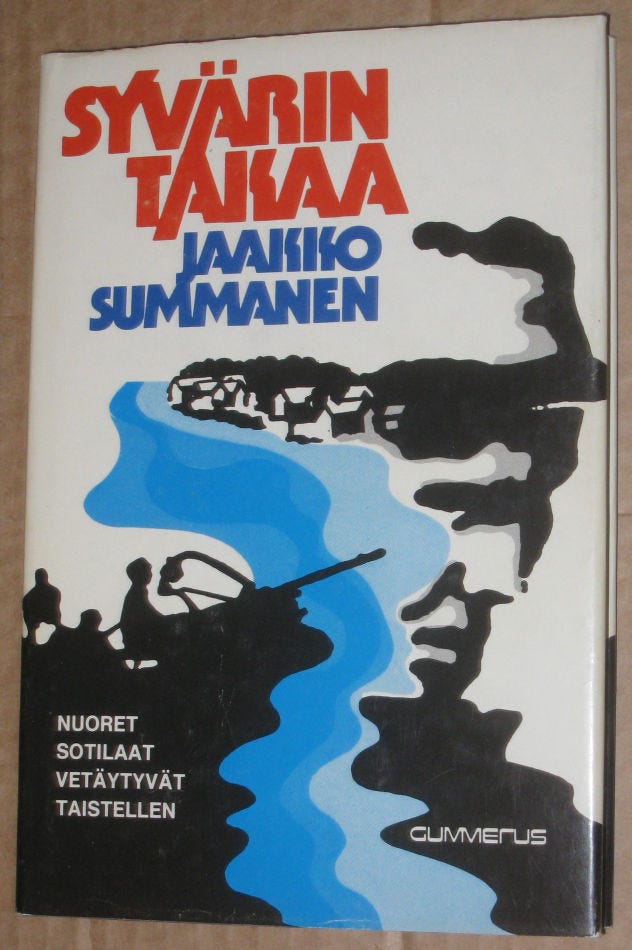 SYVÄRIN
TAKAA
JAAKKO
SUMMANEN
NUORET
SOTILAAT
VETÄYTYVÄT
TAISTELLEN
GUMMERUS